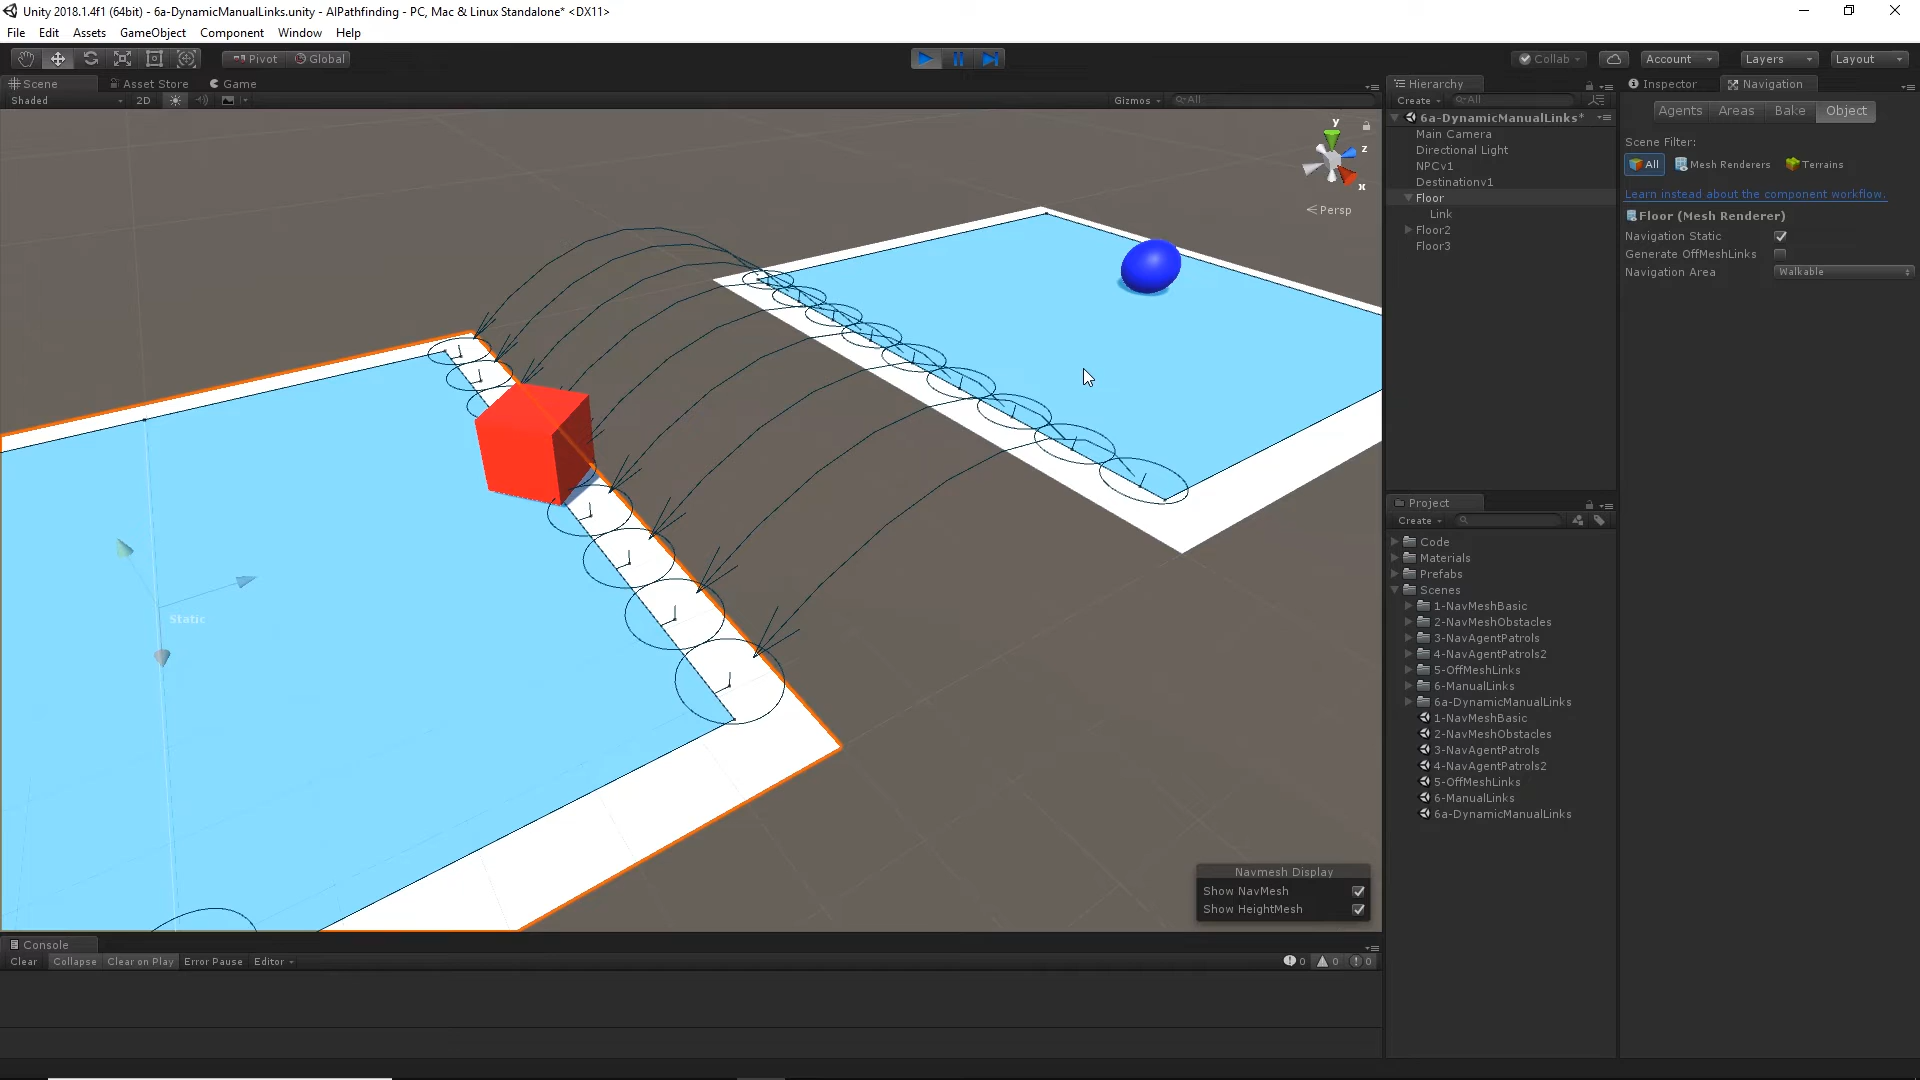 Unity 2018.1.4f1 (64bit) - 6a-DynamicManualLinks.unity - AIPathfinding - PC, Mac & Linux Standalone* <DX11>
File Edit Assets GameObject Component Window Help
Pivot Global Collab Account Layers Layout
Scene Asset Store Game
Shaded 2D Gizmos All
y
z
x
Persp
Static
Navmesh Display
Show NavMesh
Show HeightMesh
Console
Clear Collapse Clear on Play Error Pause Editor 0 0 0
Hierarchy
Create All
6a-DynamicManualLinks*
Main Camera
Directional Light
NPCv1
Destinationv1
Floor
Link
Floor2
Floor3
Project
Create
Code
Materials
Prefabs
Scenes
1-NavMeshBasic
2-NavMeshObstacles
3-NavAgentPatrols
4-NavAgentPatrols2
5-OffMeshLinks
6-ManualLinks
6a-DynamicManualLinks
1-NavMeshBasic
2-NavMeshObstacles
3-NavAgentPatrols
4-NavAgentPatrols2
5-OffMeshLinks
6-ManualLinks
6a-DynamicManualLinks
Inspector Navigation
Agents Areas Bake Object
Scene Filter:
All Mesh Renderers Terrains
Learn instead about the component workflow.
Floor (Mesh Renderer)
Navigation Static
Generate OffMeshLinks
Navigation Area Walkable